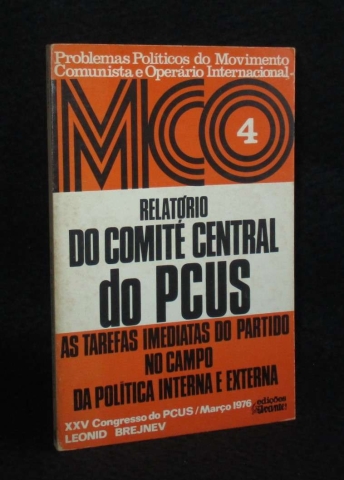 Problemas Políticos do Movimento
Comunista e Operário Internacional
MCO
4
RELATÓRIO
DO COMITÉ CENTRAL
do PCUS
AS TAREFAS IMEDIATAS DO PARTIDO
NO CAMPO
DA POLÍTICA INTERNA E EXTERNA
XXV Congresso do PCUS/Março 1976
LEONID BREJNEV
edições
Avante!